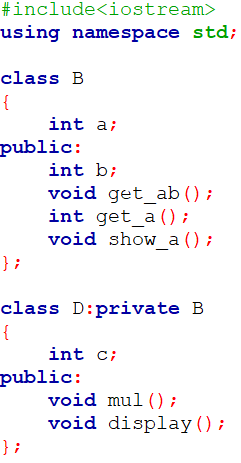 #include<iostream>
using namespace std;
class B
{
int a;
public:
int b;
void get_ab();
int get_a();
void show_a();
};
class D:private B
{
int c;
public:
void mul();
void display();
};